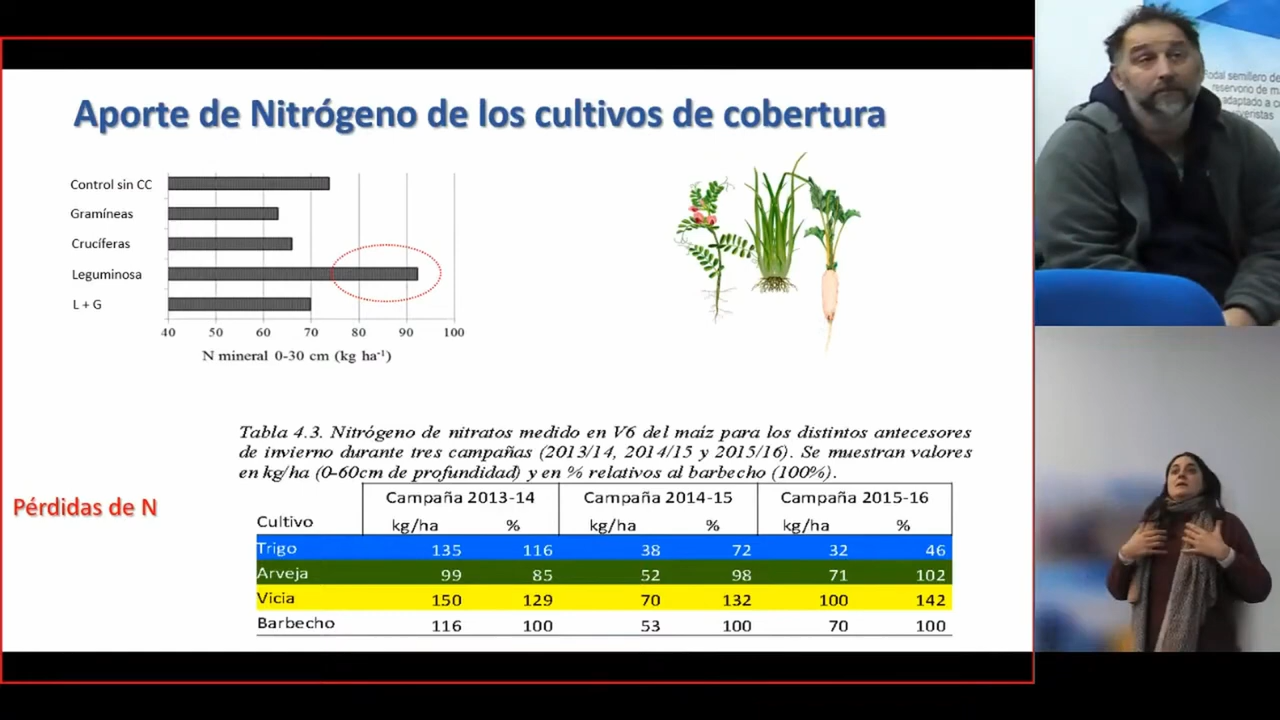 Aporte de Nitrógeno de los cultivos de cobertura
Control sin CC
Gramíneas
Crucíferas
Leguminosa
L + G
40 50 60 70 80 90 100
N mineral 0-30 cm (kg ha⁻¹)
Tabla 4.3. Nitrógeno de nitratos medido en V6 del maíz para los distintos antecesores
de invierno durante tres campañas (2013/14, 2014/15 y 2015/16). Se muestran valores
en kg/ha (0-60cm de profundidad) y en % relativos al barbecho (100%).
Pérdidas de N
Campaña 2013-14 Campaña 2014-15 Campaña 2015-16
Cultivo kg/ha % kg/ha % kg/ha %
Trigo 135 116 38 72 32 46
Arveja 99 85 52 98 71 102
Vicia 150 129 70 132 100 142
Barbecho 116 100 53 100 70 100
semillero de
reservorio de
adaptado a